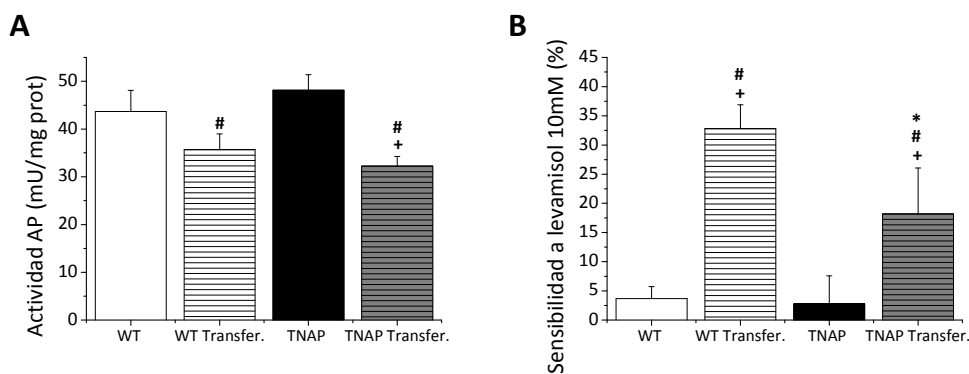 A
Actividad AP (mU/mg prot)
50
40
30
20
10
0
#
#
+
WT
WT Transfer.
TNAP
TNAP Transfer.
B
Sensibilidad a levamisol 10mM (%)
45
40
35
30
25
20
15
10
5
0
#
+
*
#
+
WT
WT Transfer.
TNAP
TNAP Transfer.